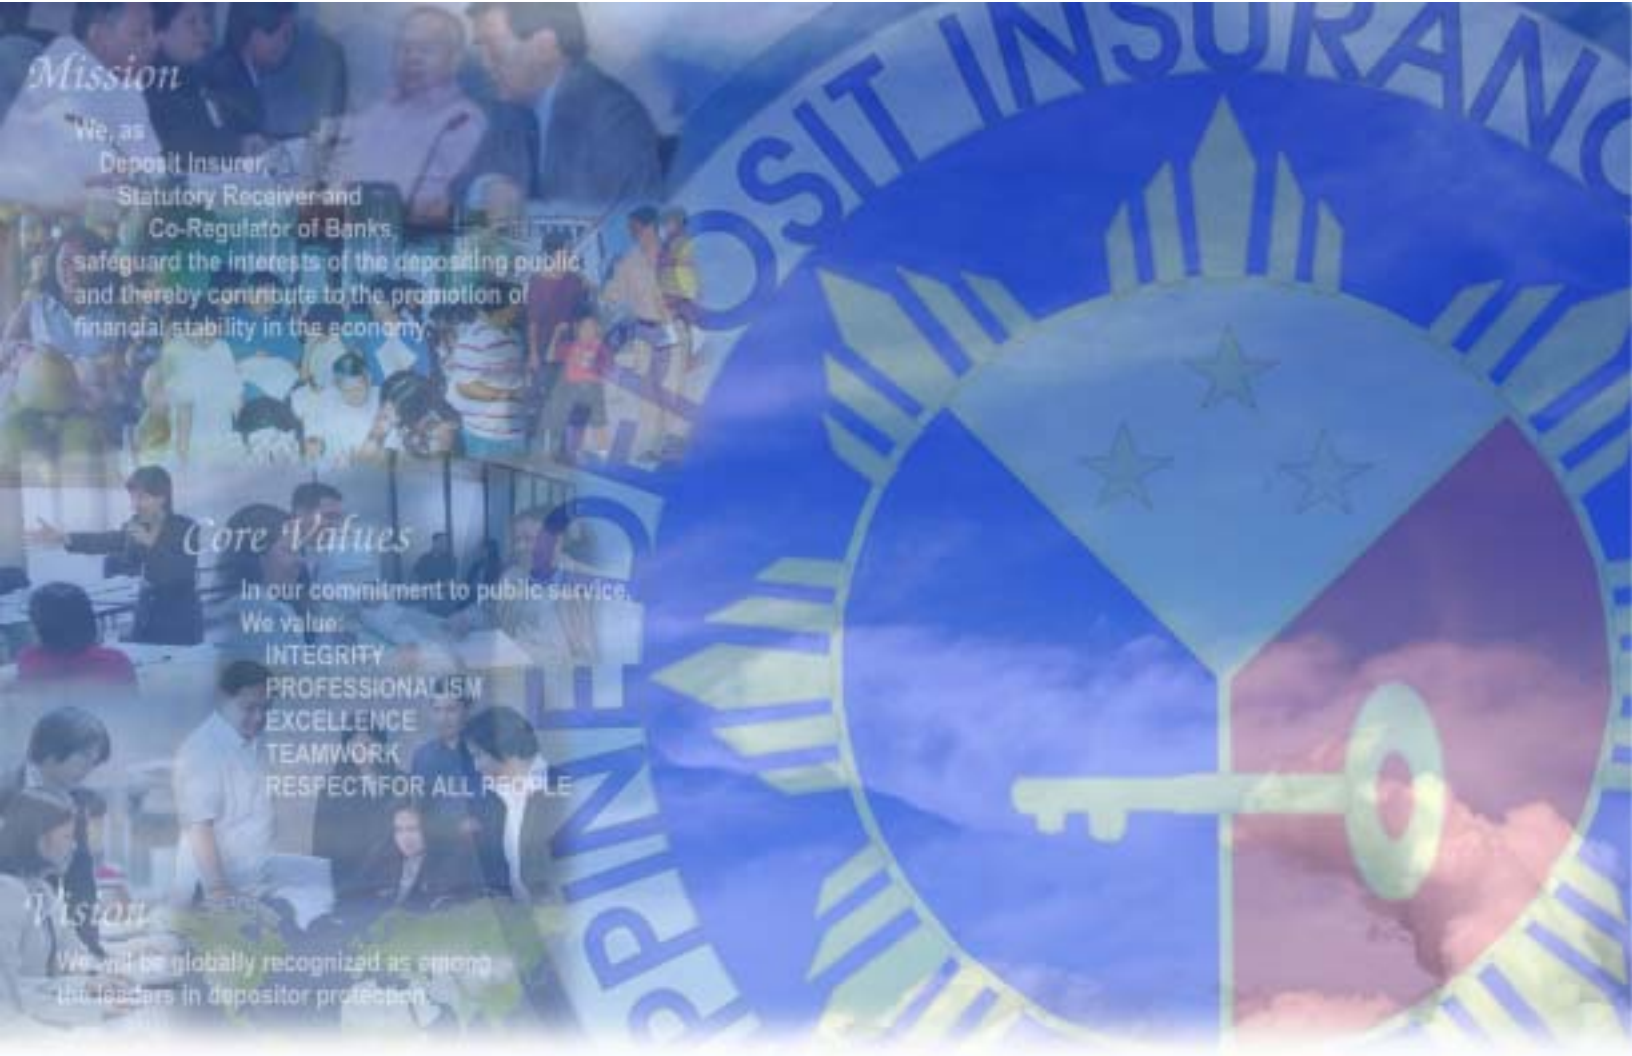 Mission
We, as
Deposit Insurer,
Statutory Receiver and
Co-Regulator of Banks,
safeguard the interests of the depositing public
and thereby contribute to the promotion of
financial stability in the economy.
Core Values
In our commitment to public service,
We value:
INTEGRITY
PROFESSIONALISM
EXCELLENCE
TEAMWORK
RESPECT FOR ALL PEOPLE
Vision
We will be globally recognized as among
the leaders in depositor protection.
PPINE DEPOSIT INSURANC